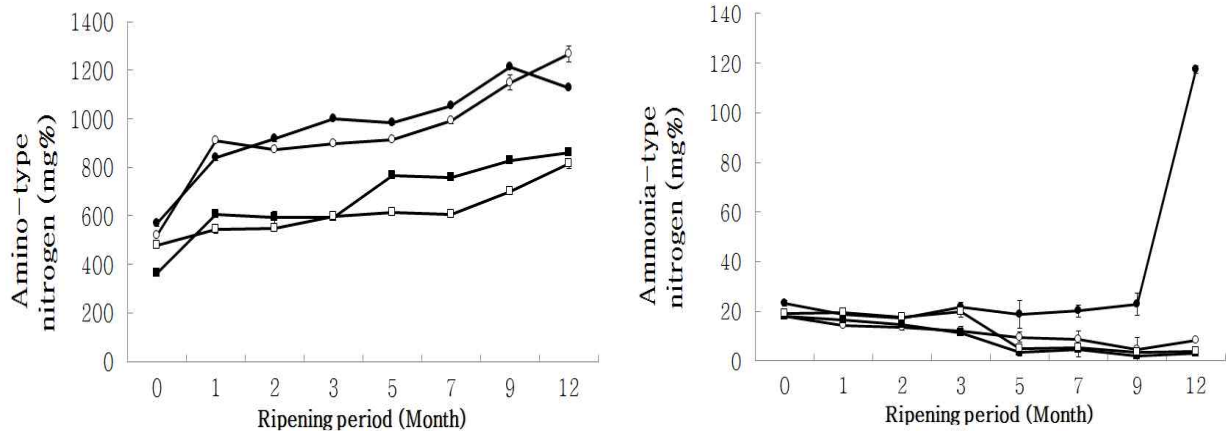 Amino-type
nitrogen (mg%)
1400
1200
1000
800
600
400
200
0
0 1 2 3 5 7 9 12
Ripening period (Month)
Ammonia-type
nitrogen (mg%)
140
120
100
80
60
40
20
0
0 1 2 3 5 7 9 12
Ripening period (Month)